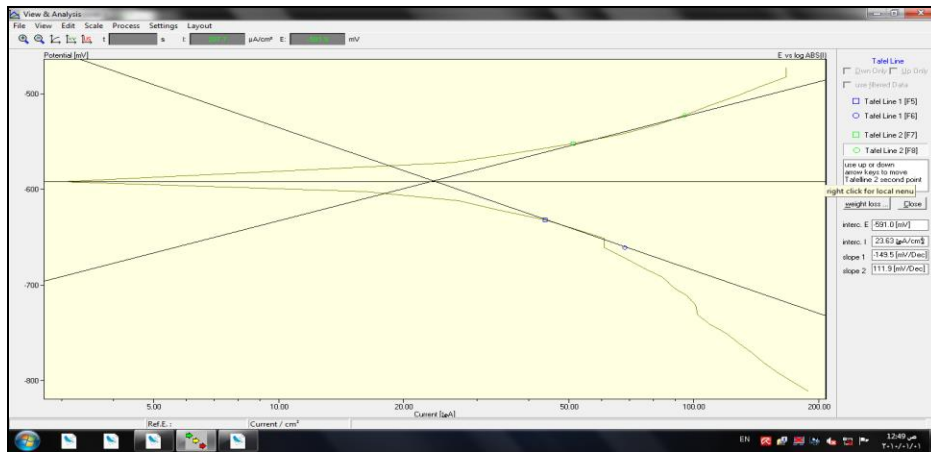 View & Analysis
File View Edit Scale Process Settings Layout
t s I: µA/cm² E: mV
Potential [mV]
E vs log ABS(I)
-500
-600
-700
-800
5.00 10.00 20.00 50.00 100.00 200.00
Current [µA]
Tafel Line
Down Only Up Only
use filtered Data
Tafel Line 1 [F5]
Tafel Line 1 [F6]
Tafel Line 2 [F7]
Tafel Line 2 [F8]
use up or down
arrow keys to move
Tafelline 2 second point
right click for local nenu
weight loss ... Close
interc. E -591.0 [mV]
interc. I 23.63 [µA/cm²]
slope 1 -149.5 [mV/Dec]
slope 2 111.9 [mV/Dec]
Ref.E. : Current / cm²
EN
12:49 ص
٢٠١٠/٠١/٠١